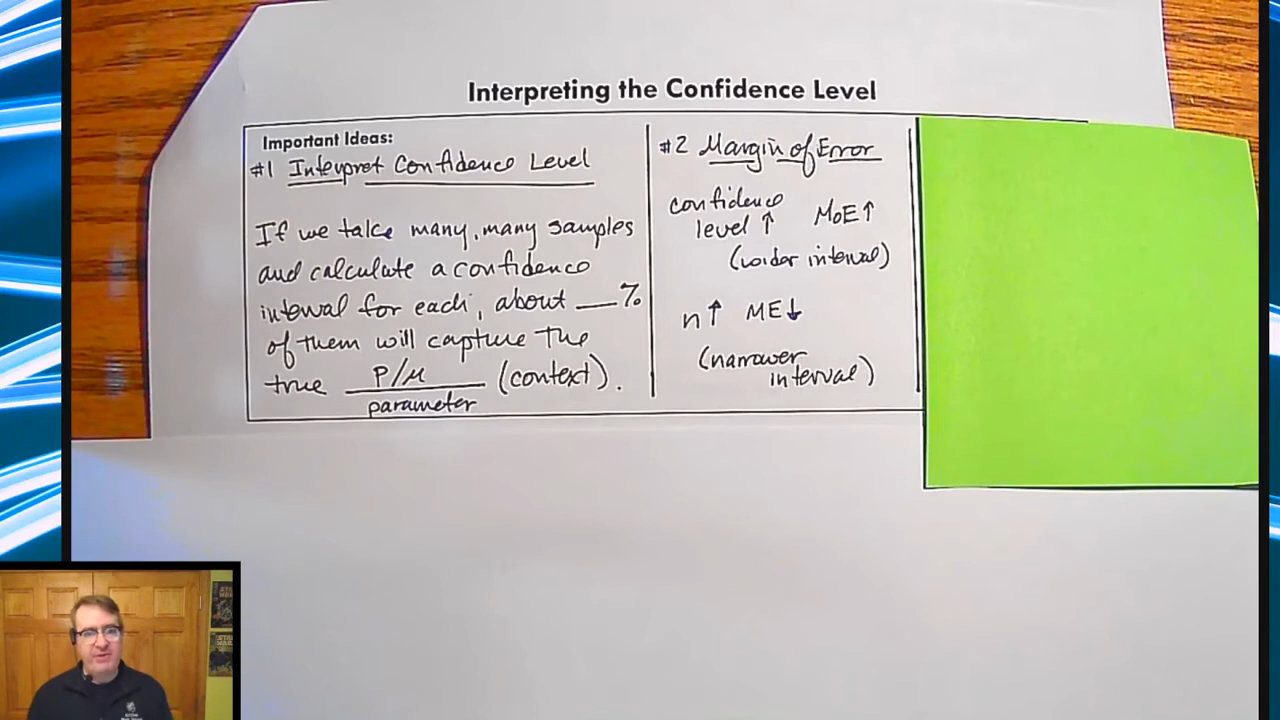 Interpreting the Confidence Level
Important Ideas:
#1 Interpret Confidence Level
If we take many, many samples
and calculate a confidence
interval for each, about ___%
of them will capture the
true P/μ (context).
parameter
#2 Margin of Error
confidence
level ↑ MoE↑
(wider interval)
n↑ ME↓
(narrower
interval)